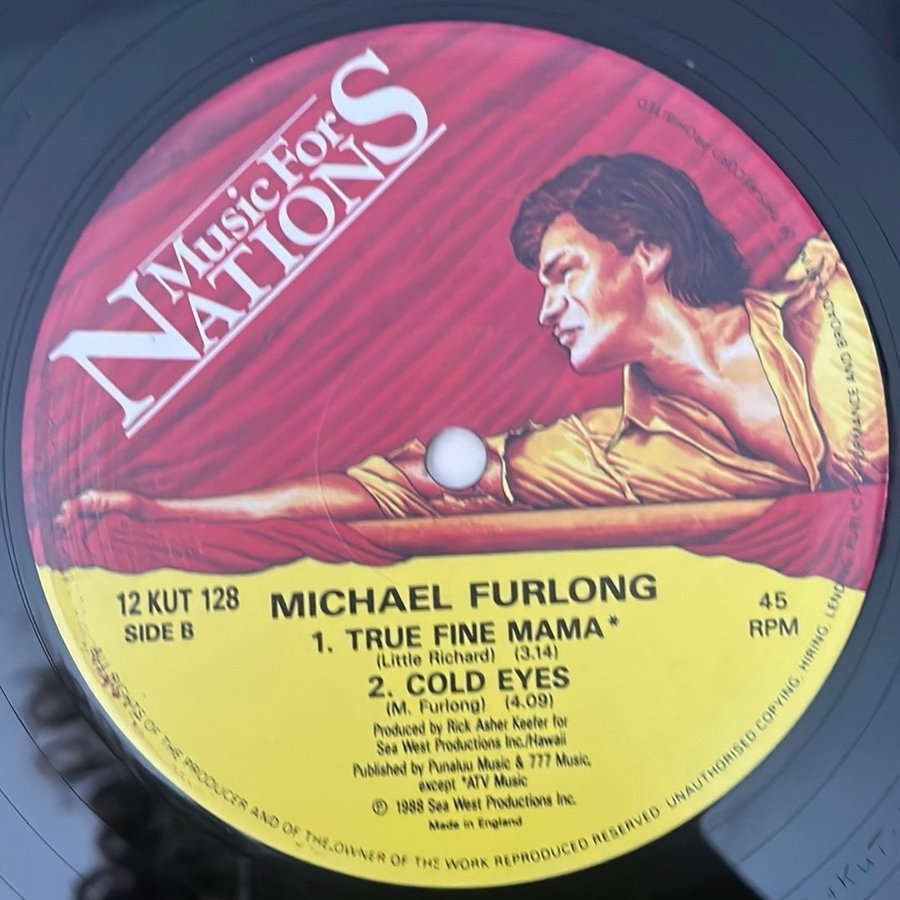 Music For
NATIONS
12 KUT 128
SIDE B
MICHAEL FURLONG
45
RPM
1. TRUE FINE MAMA*
(Little Richard) (3.14)
2. COLD EYES
(M. Furlong) (4.09)
Produced by Rick Asher Keefer for
Sea West Productions Inc./Hawaii
Published by Punaluu Music & 777 Music,
except *ATV Music
℗ 1988 Sea West Productions Inc.
Made in England
ALL RIGHTS OF THE PRODUCER AND OF THE OWNER OF THE WORK REPRODUCED RESERVED UNAUTHORISED COPYING, HIRING, LENDING, PUBLIC PERFORMANCE AND BROADCASTING
KUT